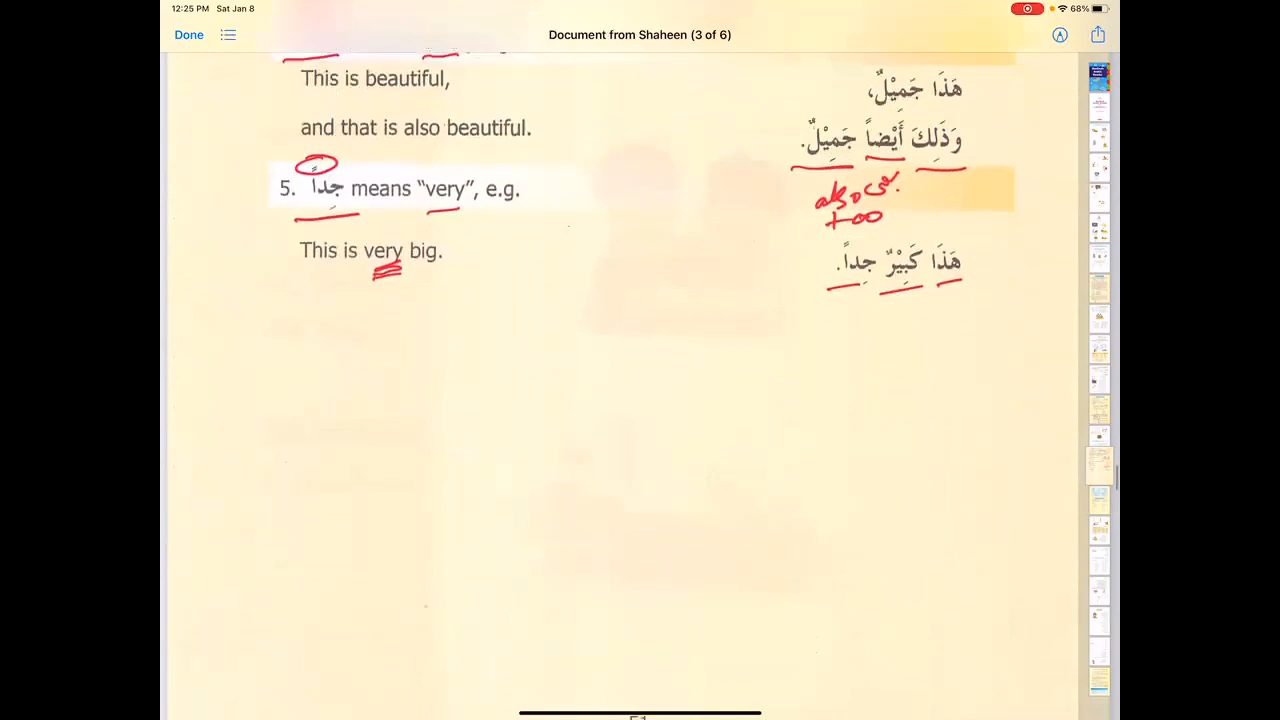 12:25 PM Sat Jan 8
68%
Done
Document from Shaheen (3 of 6)
This is beautiful,
هَذَا جَمِيْلٌ،
and that is also beautiful.
وَذَلِكَ أَيْضاً جَمِيْلٌ.
5. جِداً means “very”, e.g.
also
too
This is very big.
هَذَا كَبِيْرٌ جِداً.